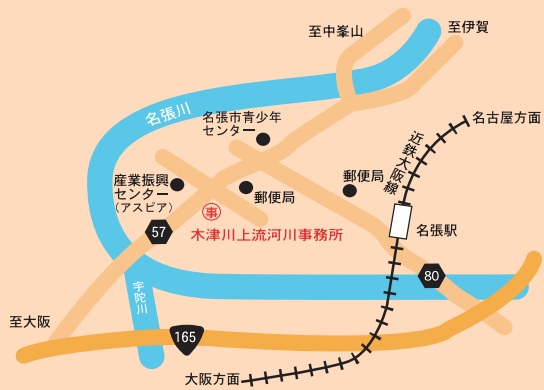 至中峯山
至伊賀
名張川
名張市青少年
センター
名古屋方面
近鉄大阪線
産業振興
センター
(アスピア)
郵便局
郵便局
事
木津川上流河川事務所
名張駅
57
80
宇陀川
至大阪
165
大阪方面